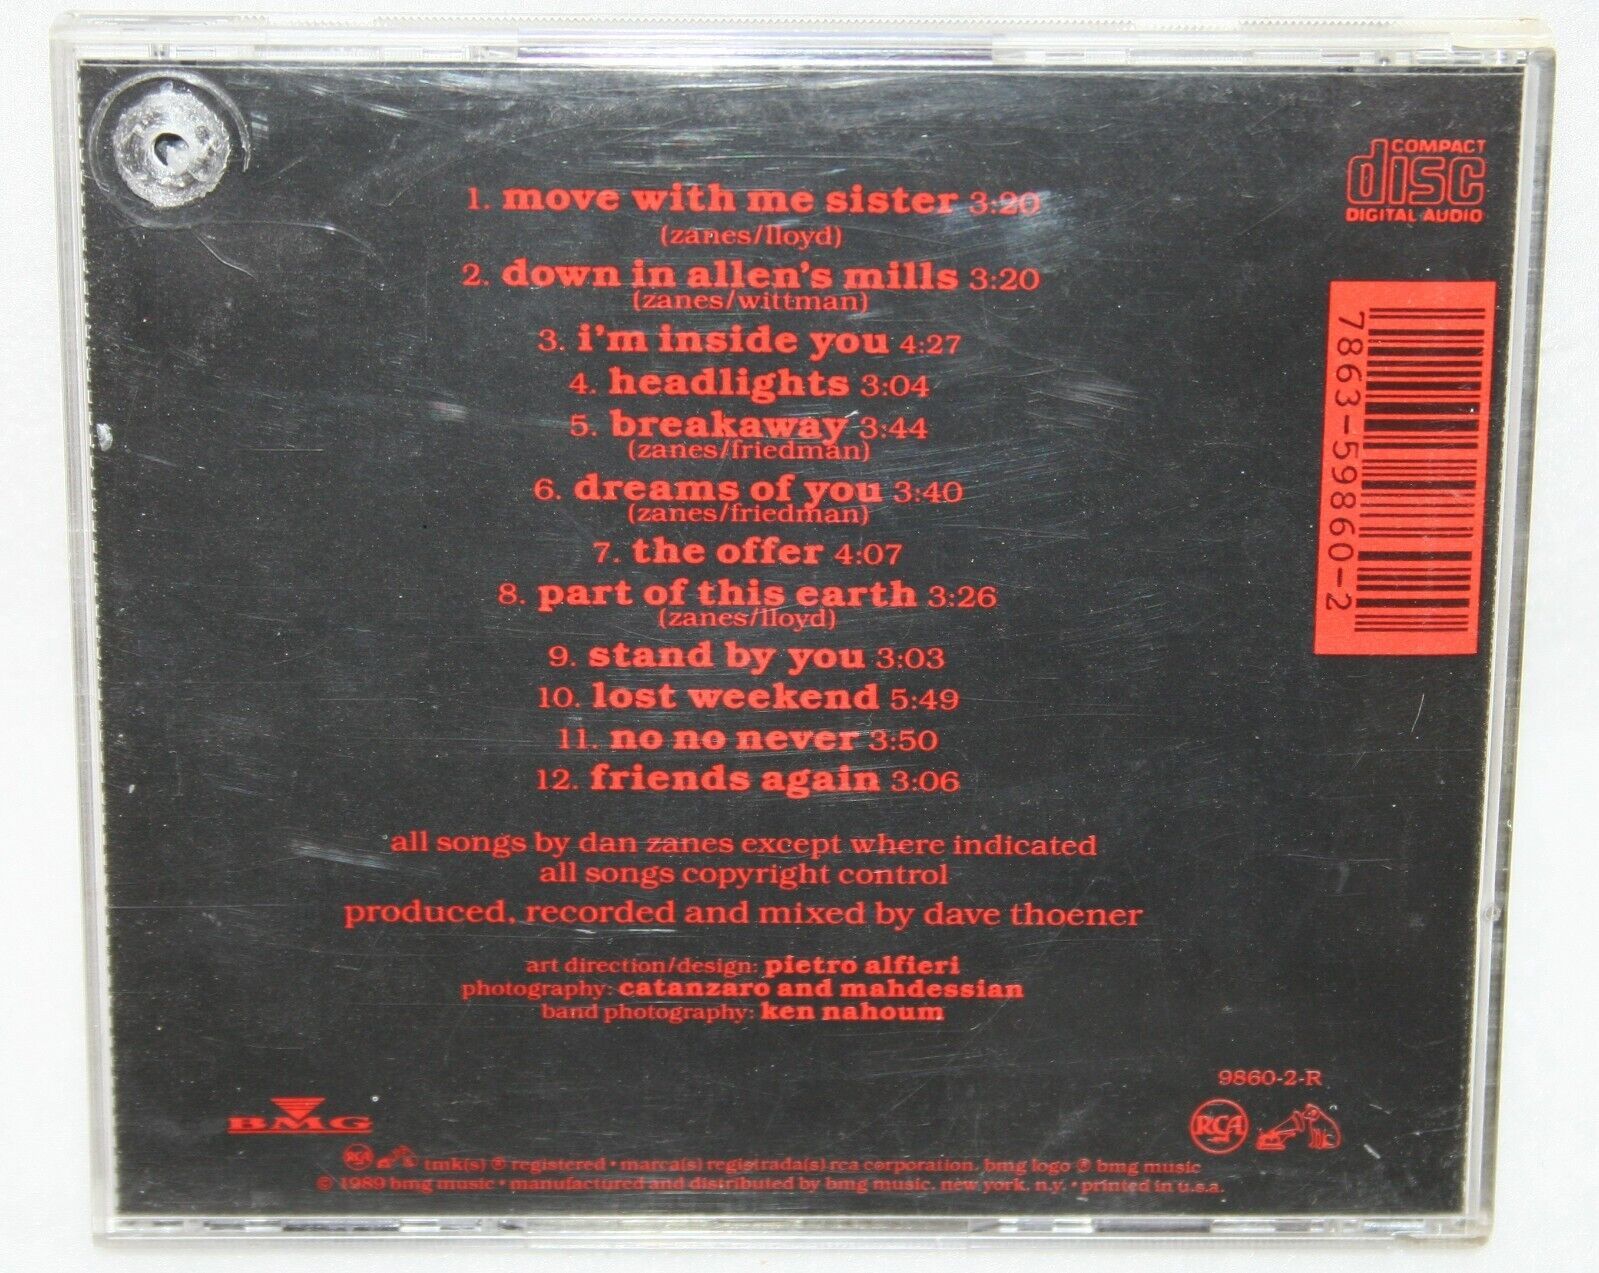 COMPACT
disc
DIGITAL AUDIO
1. move with me sister 3:20
(zanes/lloyd)
2. down in allen's mills 3:20
(zanes/wittman)
3. i'm inside you 4:27
4. headlights 3:04
5. breakaway 3:44
(zanes/friedman)
6. dreams of you 3:40
(zanes/friedman)
7. the offer 4:07
8. part of this earth 3:26
(zanes/lloyd)
9. stand by you 3:03
10. lost weekend 5:49
11. no no never 3:50
12. friends again 3:06
7863-59860-2
all songs by dan zanes except where indicated
all songs copyright control
produced, recorded and mixed by dave thoener
art direction/design: pietro alfieri
photography: catanzaro and mahdessian
band photography: ken nahoum
9860-2-R
BMG
RCA
RCA tmk(s) ® registered • marca(s) registrada(s) rca corporation. bmg logo ® bmg music
© 1989 bmg music • manufactured and distributed by bmg music, new york, n.y. • printed in u.s.a.